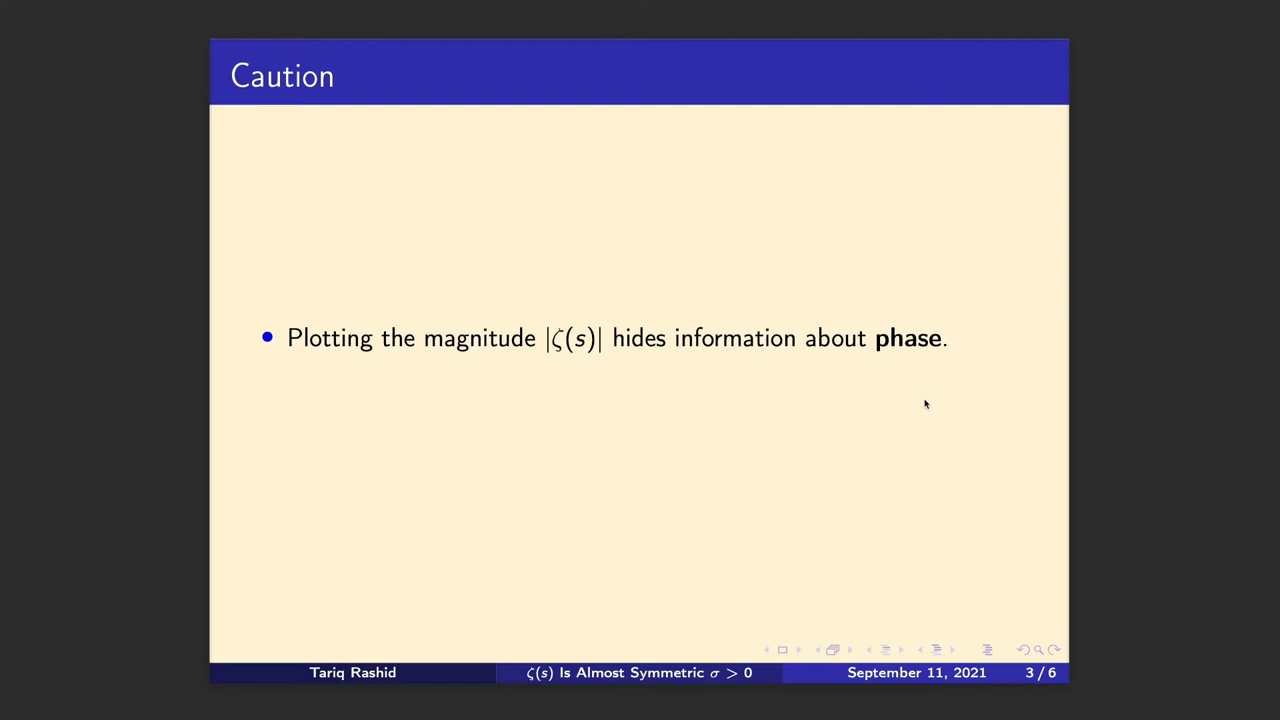 Caution
• Plotting the magnitude |ζ(s)| hides information about phase.
Tariq Rashid
ζ(s) Is Almost Symmetric σ > 0
September 11, 2021
3 / 6